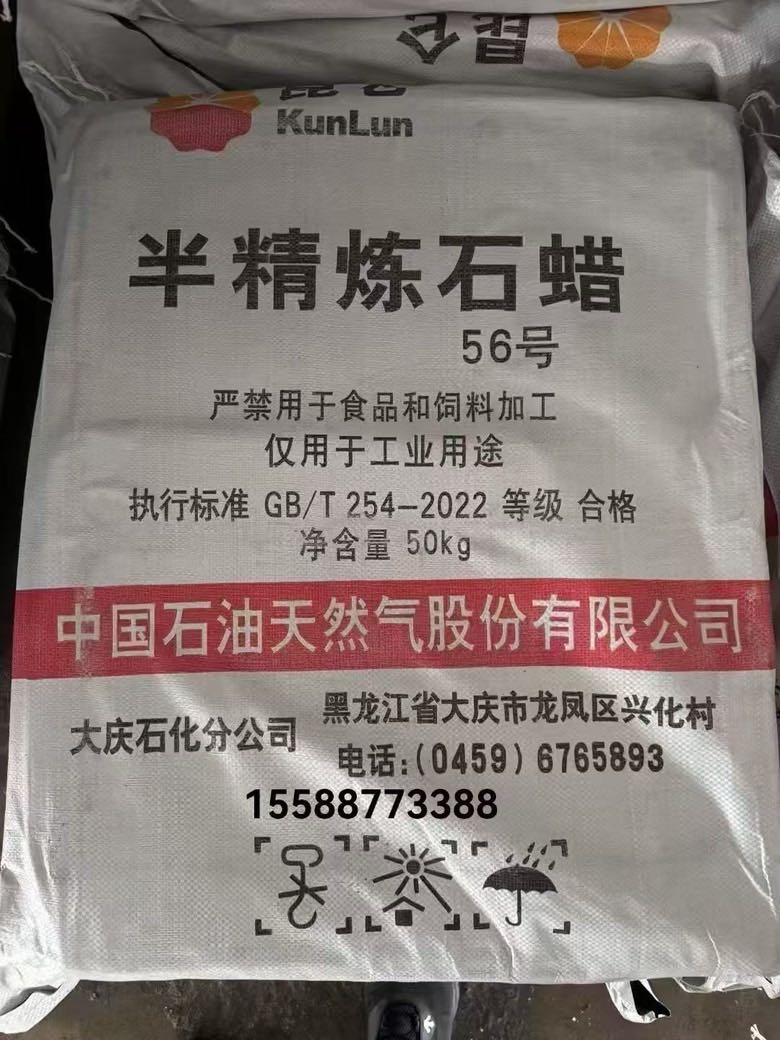 昆仑
KunLun
半精炼石蜡
56号
严禁用于食品和饲料加工
仅用于工业用途
执行标准 GB/T 254-2022 等级 合格
净含量 50kg
中国石油天然气股份有限公司
大庆石化分公司
黑龙江省大庆市龙凤区兴化村
电话:(0459) 6765893
15588773388